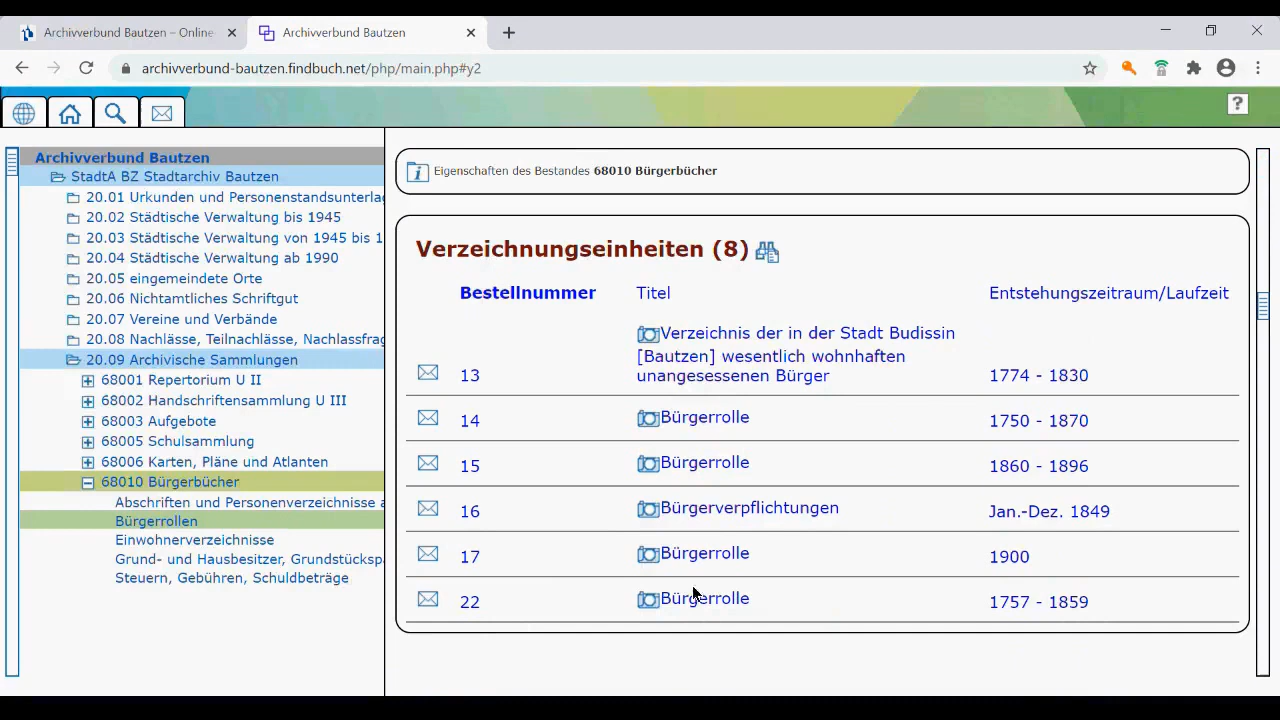 Archivverbund Bautzen – Online
Archivverbund Bautzen
archivverbund-bautzen.findbuch.net/php/main.php#y2
?
Archivverbund Bautzen
StadtA BZ Stadtarchiv Bautzen
20.01 Urkunden und Personenstandsunterlag
20.02 Städtische Verwaltung bis 1945
20.03 Städtische Verwaltung von 1945 bis 1
20.04 Städtische Verwaltung ab 1990
20.05 eingemeindete Orte
20.06 Nichtamtliches Schriftgut
20.07 Vereine und Verbände
20.08 Nachlässe, Teilnachlässe, Nachlassfrag
20.09 Archivische Sammlungen
68001 Repertorium U II
68002 Handschriftensammlung U III
68003 Aufgebote
68005 Schulsammlung
68006 Karten, Pläne und Atlanten
68010 Bürgerbücher
Abschriften und Personenverzeichnisse a
Bürgerrollen
Einwohnerverzeichnisse
Grund- und Hausbesitzer, Grundstückspa
Steuern, Gebühren, Schuldbeträge
i Eigenschaften des Bestandes 68010 Bürgerbücher
Verzeichnungseinheiten (8)
Bestellnummer Titel Entstehungszeitraum/Laufzeit
Verzeichnis der in der Stadt Budissin
[Bautzen] wesentlich wohnhaften
13 unangesessenen Bürger 1774 - 1830
14 Bürgerrolle 1750 - 1870
15 Bürgerrolle 1860 - 1896
16 Bürgerverpflichtungen Jan.-Dez. 1849
17 Bürgerrolle 1900
22 Bürgerrolle 1757 - 1859